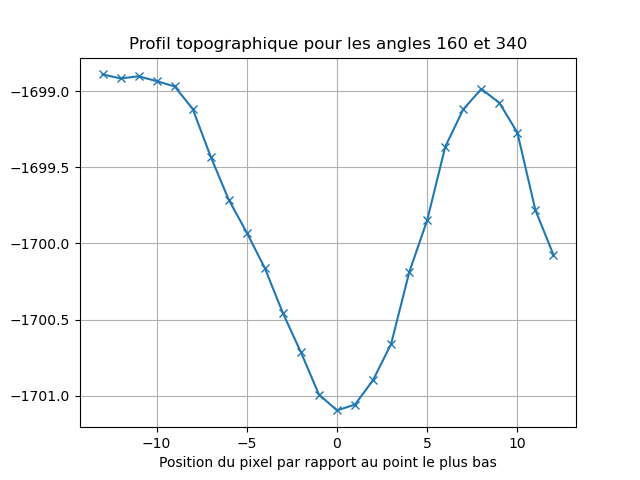 Profil topographique pour les angles 160 et 340
−1699.0
−1699.5
−1700.0
−1700.5
−1701.0
−10 −5 0 5 10
Position du pixel par rapport au point le plus bas